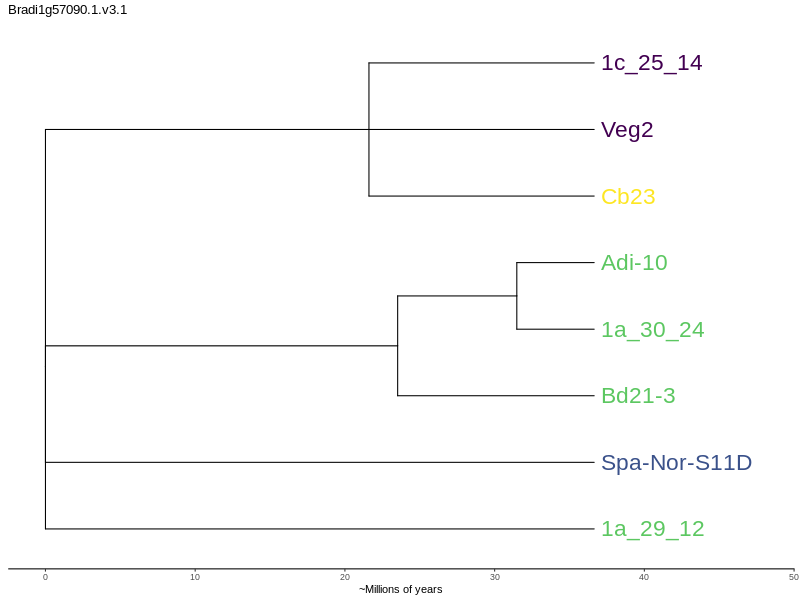 Bradi1g57090.1.v3.1
1c_25_14
Veg2
Cb23
Adi-10
1a_30_24
Bd21-3
Spa-Nor-S11D
1a_29_12
0 10 20 30 40 50
~Millions of years